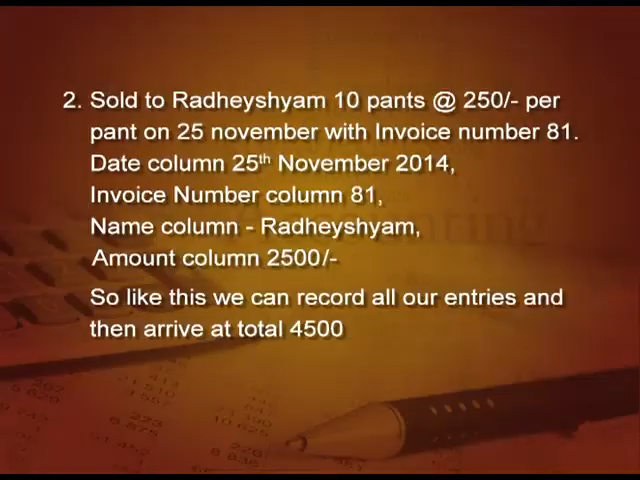 2. Sold to Radheyshyam 10 pants @ 250/- per
pant on 25 november with Invoice number 81.
Date column 25th November 2014,
Invoice Number column 81,
Name column - Radheyshyam,
Amount column 2500/-
So like this we can record all our entries and
then arrive at total 4500